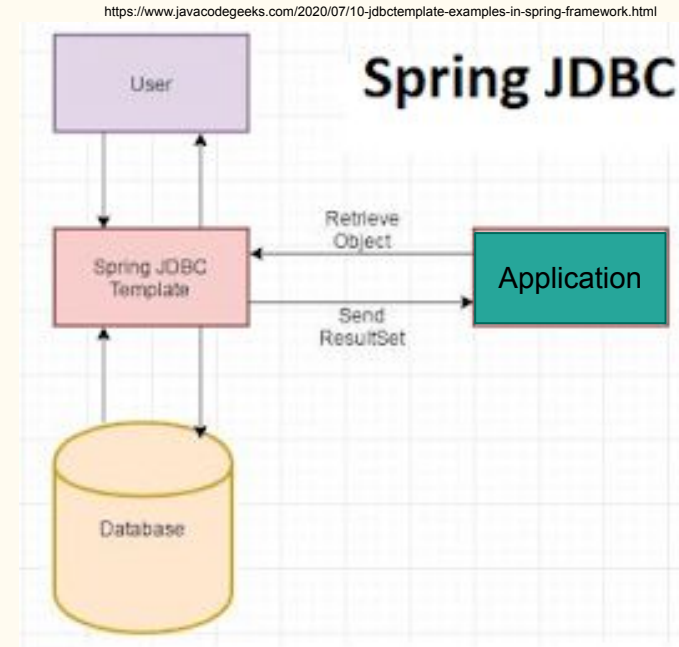 https://www.javacodegeeks.com/2020/07/10-jdbctemplate-examples-in-spring-framework.html
Spring JDBC
User
Retrieve
Object
Spring JDBC
Template
Application
Send
ResultSet
Database